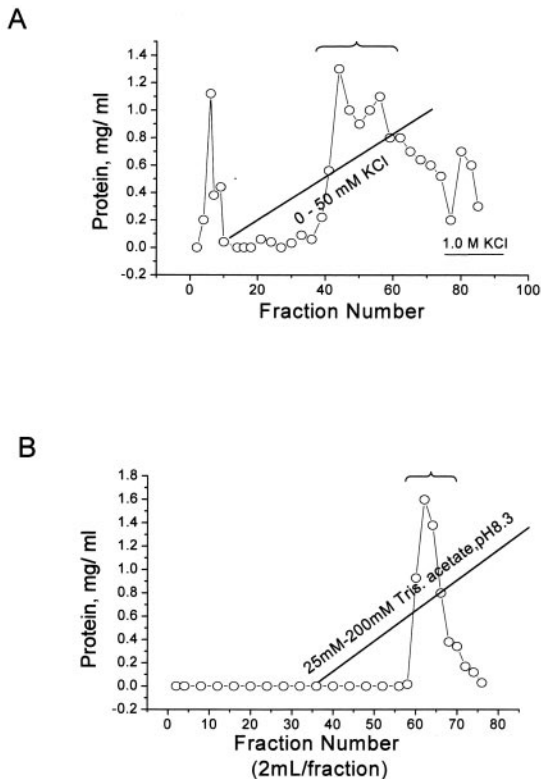 A
Protein, mg/ ml
1.4
1.2
1.0
0.8
0.6
0.4
0.2
0.0
-0.2
0 - 50 mM KCl
1.0 M KCl
0 20 40 60 80 100
Fraction Number
B
Protein, mg/ ml
1.8
1.6
1.4
1.2
1.0
0.8
0.6
0.4
0.2
0.0
-0.2
25mM-200mM Tris. acetate,pH8.3
0 10 20 30 40 50 60 70 80 90
Fraction Number
(2mL/fraction)